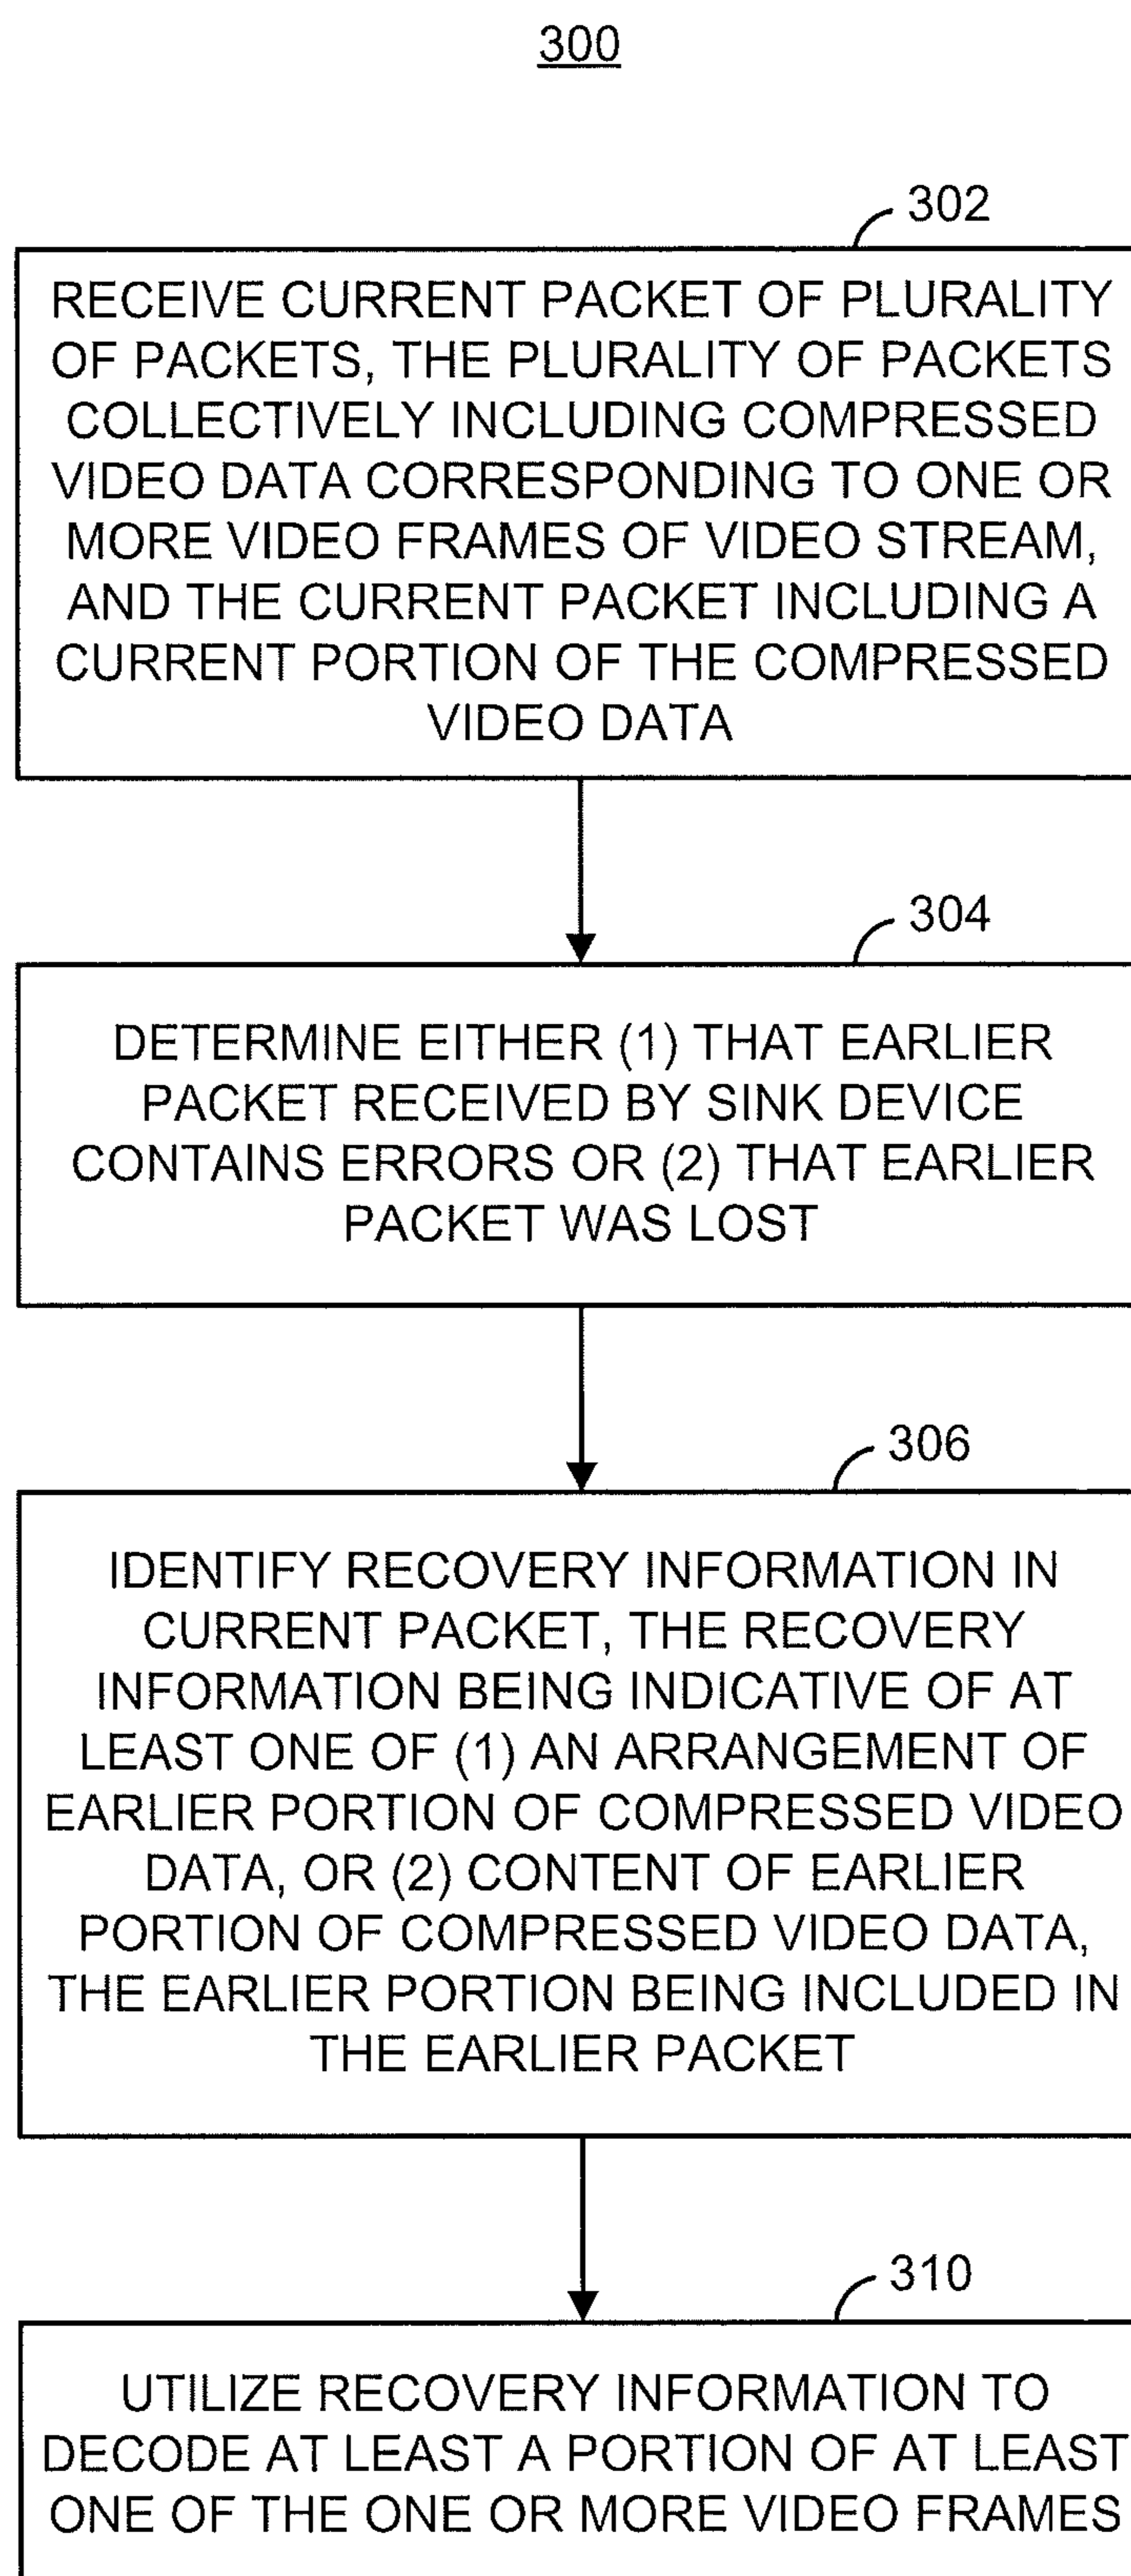 300
302
RECEIVE CURRENT PACKET OF PLURALITY
OF PACKETS, THE PLURALITY OF PACKETS
COLLECTIVELY INCLUDING COMPRESSED
VIDEO DATA CORRESPONDING TO ONE OR
MORE VIDEO FRAMES OF VIDEO STREAM,
AND THE CURRENT PACKET INCLUDING A
CURRENT PORTION OF THE COMPRESSED
VIDEO DATA
304
DETERMINE EITHER (1) THAT EARLIER
PACKET RECEIVED BY SINK DEVICE
CONTAINS ERRORS OR (2) THAT EARLIER
PACKET WAS LOST
306
IDENTIFY RECOVERY INFORMATION IN
CURRENT PACKET, THE RECOVERY
INFORMATION BEING INDICATIVE OF AT
LEAST ONE OF (1) AN ARRANGEMENT OF
EARLIER PORTION OF COMPRESSED VIDEO
DATA, OR (2) CONTENT OF EARLIER
PORTION OF COMPRESSED VIDEO DATA,
THE EARLIER PORTION BEING INCLUDED IN
THE EARLIER PACKET
310
UTILIZE RECOVERY INFORMATION TO
DECODE AT LEAST A PORTION OF AT LEAST
ONE OF THE ONE OR MORE VIDEO FRAMES